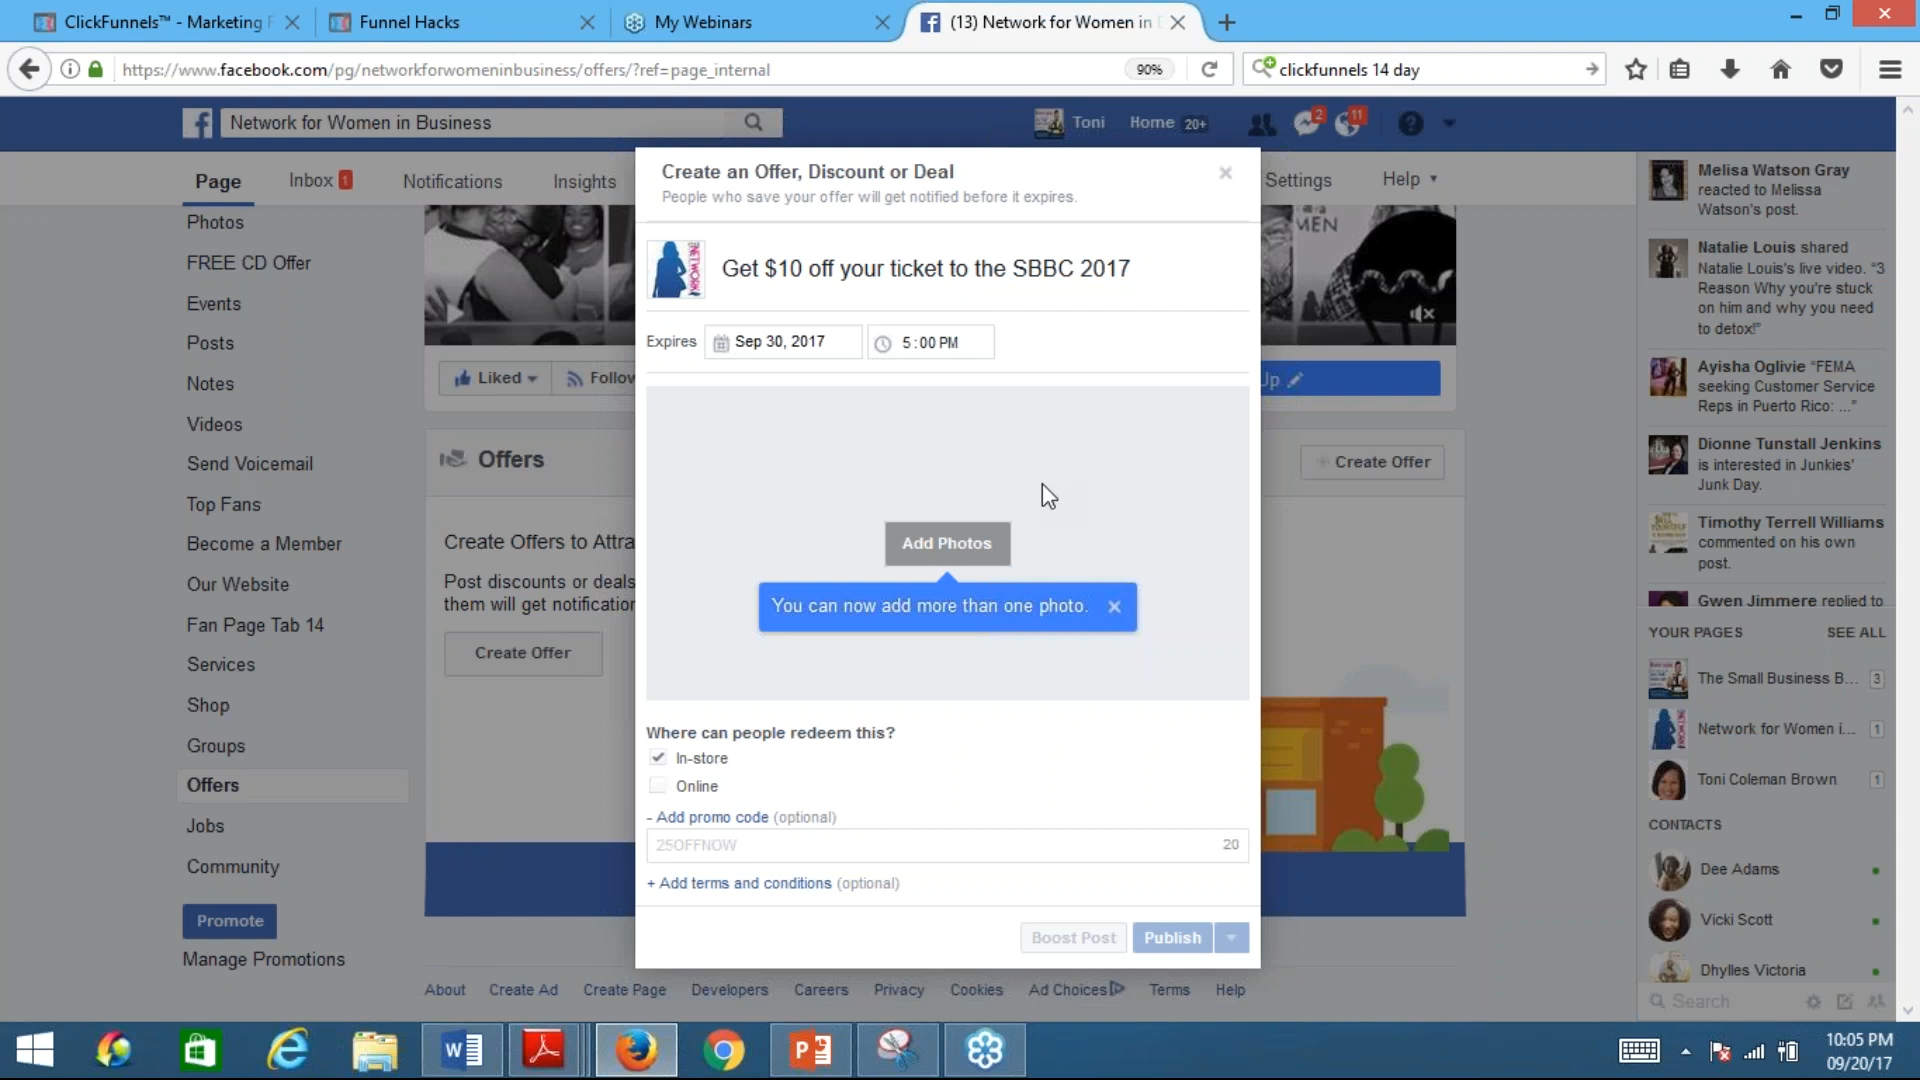 ClickFunnels™ - Marketing F
Funnel Hacks
My Webinars
(13) Network for Women in
https://www.facebook.com/pg/networkforwomeninbusiness/offers/?ref=page_internal
90%
clickfunnels 14 day
Network for Women in Business
Toni
Home 20+
2
11
Page
Inbox 1
Notifications
Insights
Settings
Help
Photos
FREE CD Offer
Events
Posts
Notes
Videos
Send Voicemail
Top Fans
Become a Member
Our Website
Fan Page Tab 14
Services
Shop
Groups
Offers
Jobs
Community
Promote
Manage Promotions
MEN
Liked
Follow
Up
Offers
Create Offer
Create Offers to Attra
Post discounts or deals
them will get notification
Create Offer
Create an Offer, Discount or Deal
People who save your offer will get notified before it expires.
NETWORK
Get $10 off your ticket to the SBBC 2017
Expires
Sep 30, 2017
5:00 PM
Add Photos
You can now add more than one photo.
Where can people redeem this?
In-store
Online
- Add promo code (optional)
25OFFNOW
20
+ Add terms and conditions (optional)
Boost Post
Publish
About
Create Ad
Create Page
Developers
Careers
Privacy
Cookies
Ad Choices
Terms
Help
Melisa Watson Gray
reacted to Melissa
Watson's post.
Natalie Louis shared
Natalie Louis's live video. “3
Reason Why you're stuck
on him and why you need
to detox!”
Ayisha Oglivie “FEMA
seeking Customer Service
Reps in Puerto Rico: ...”
Dionne Tunstall Jenkins
is interested in Junkies'
Junk Day.
Timothy Terrell Williams
commented on his own
post.
Gwen Jimmere replied to
YOUR PAGES
SEE ALL
The Small Business B...
3
Network for Women i...
1
Toni Coleman Brown
1
CONTACTS
Dee Adams
Vicki Scott
Dhylles Victoria
Search
10:05 PM
09/20/17